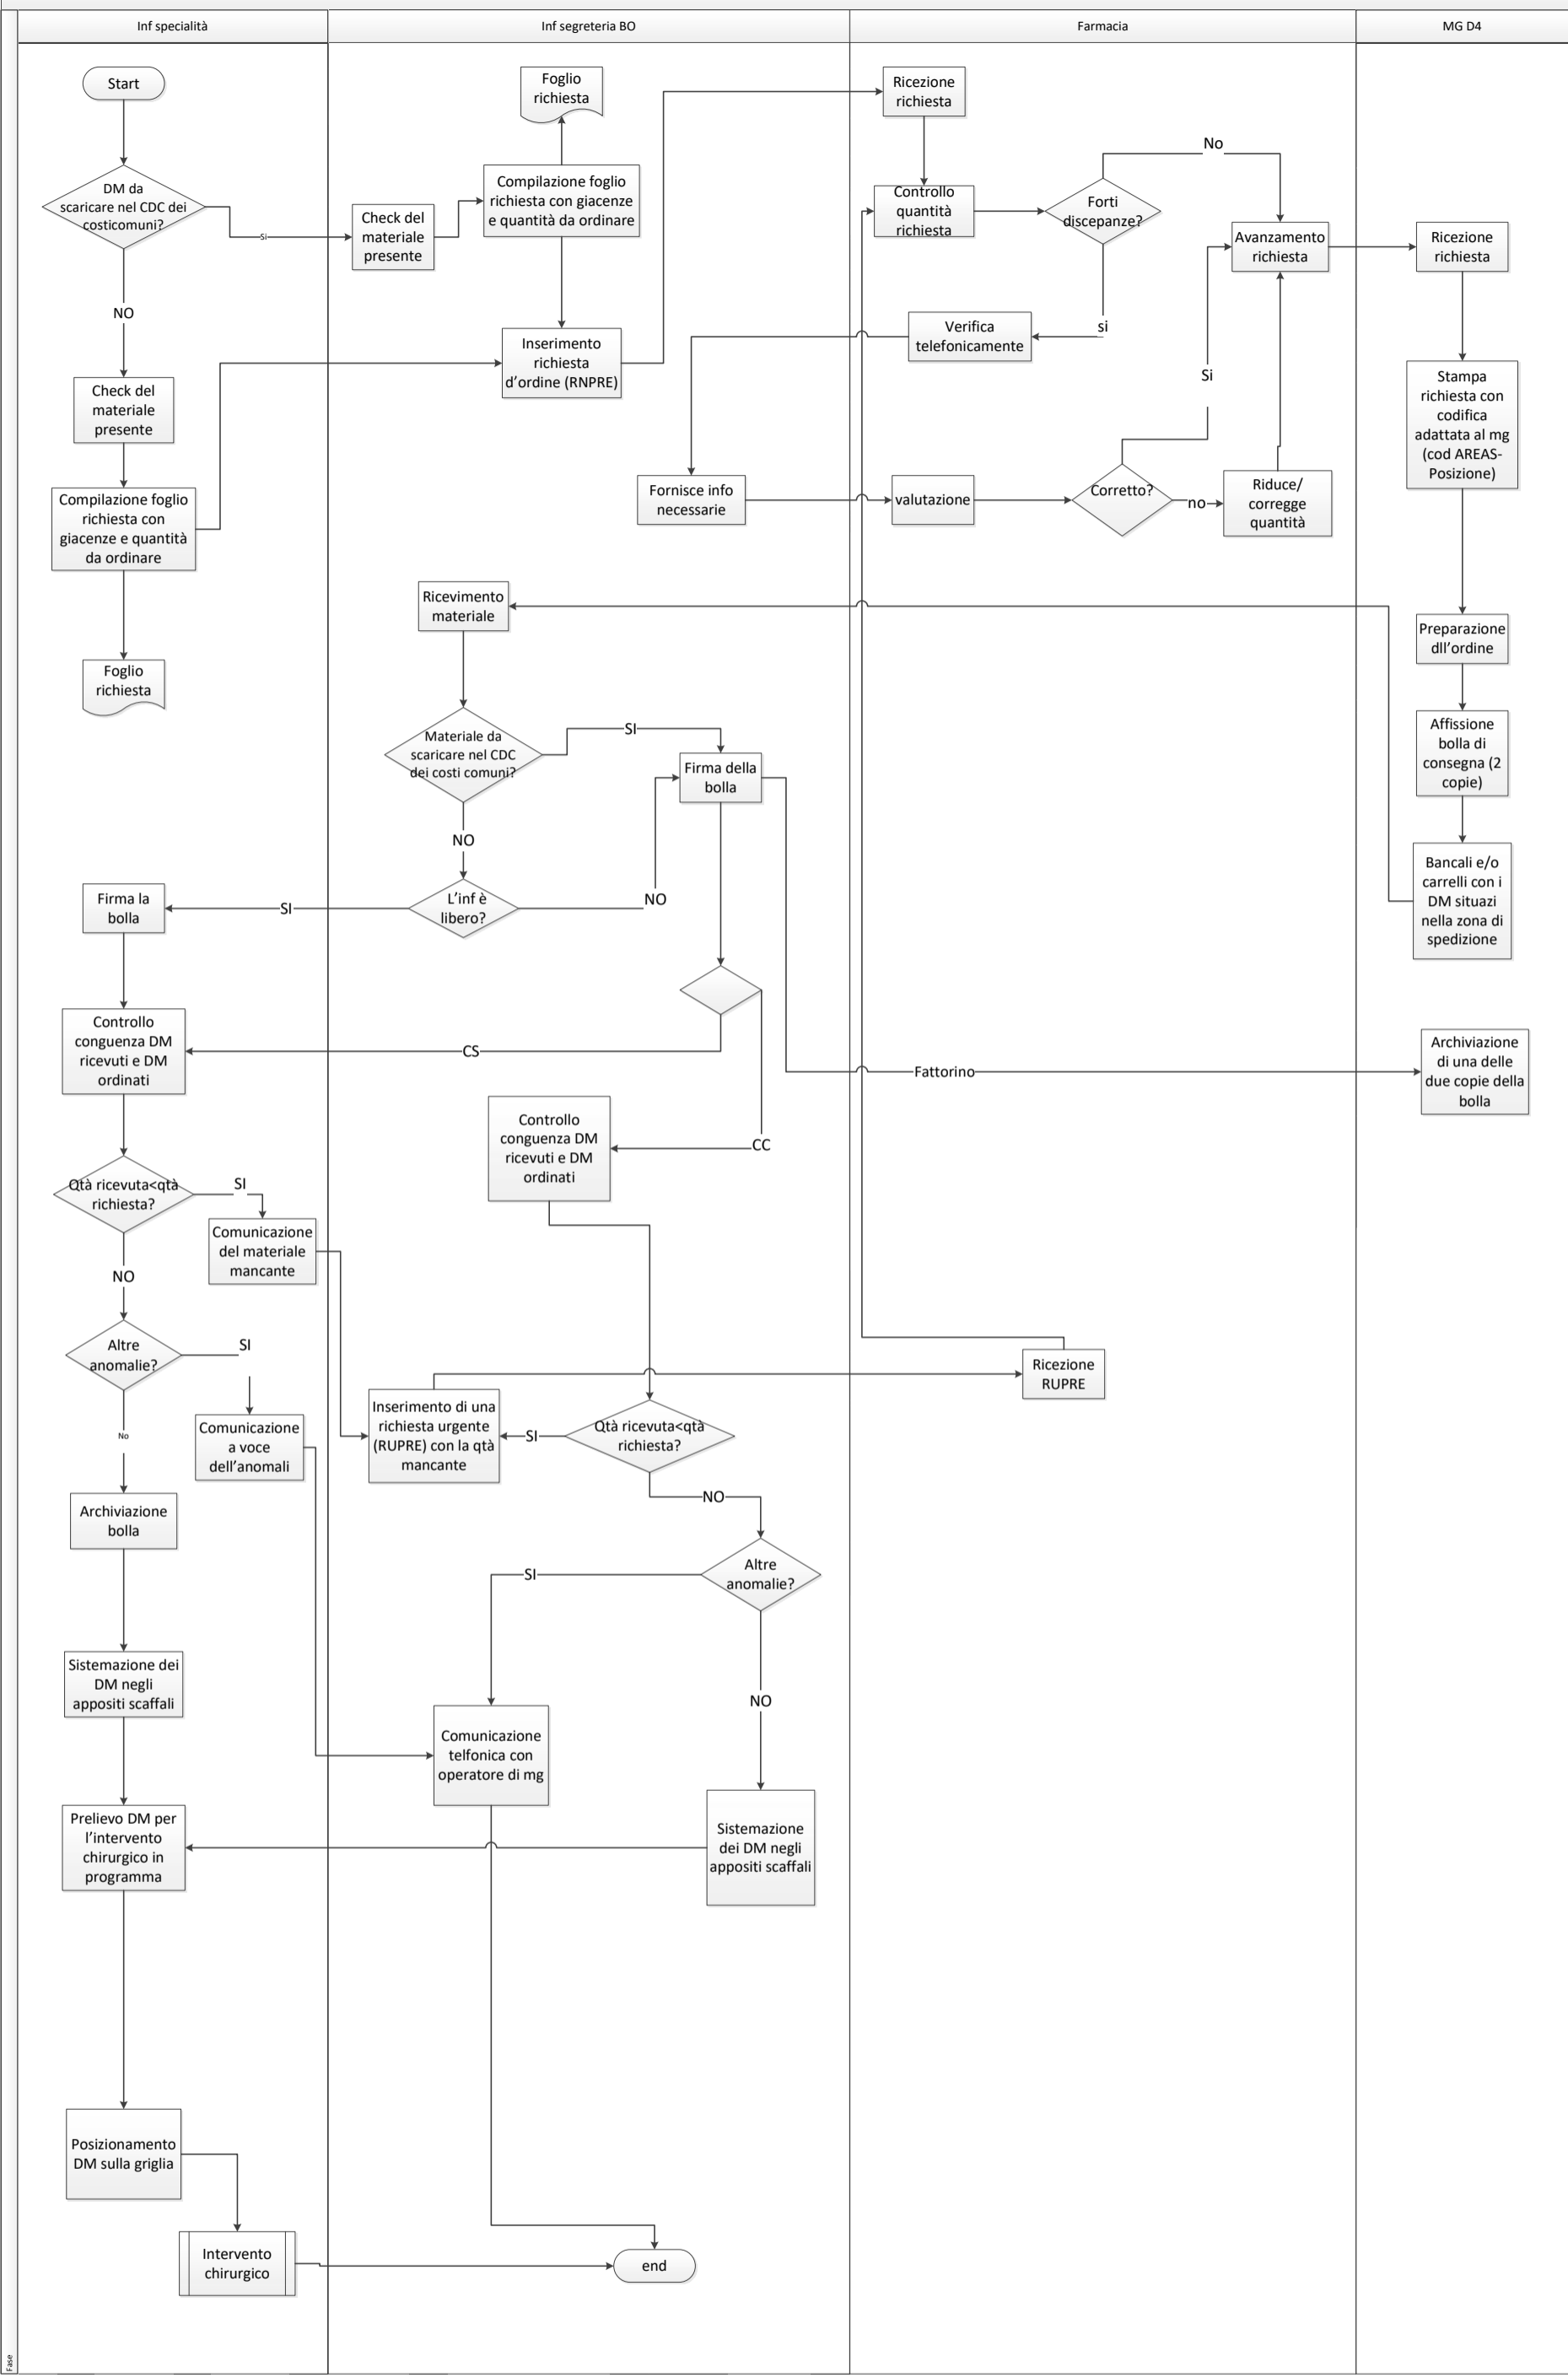 Inf specialità
Inf segreteria BO
Farmacia
MG D4
Start
DM da
scaricare nel CDC dei
costicomuni?
Si
NO
Check del
materiale
presente
Compilazione foglio
richiesta con
giacenze e quantità
da ordinare
Foglio
richiesta
Foglio
richiesta
Compilazione foglio
richiesta con giacenze
e quantità da ordinare
Check del
materiale
presente
Inserimento
richiesta
d'ordine (RNPRE)
Ricezione
richiesta
Controllo
quantità
richiesta
Forti
discepanze?
No
si
Verifica
telefonicamente
Fornisce info
necessarie
valutazione
Corretto?
Si
no
Riduce/
corregge
quantità
Avanzamento
richiesta
Ricezione
richiesta
Stampa
richiesta con
codifica
adattata al mg
(cod AREAS-
Posizione)
Preparazione
dll'ordine
Affissione
bolla di
consegna (2
copie)
Bancali e/o
carrelli con i
DM situazi
nella zona di
spedizione
Ricevimento
materiale
Materiale da
scaricare nel CDC
dei costi comuni?
SI
NO
Firma della
bolla
L'inf è
libero?
NO
SI
Firma la
bolla
Controllo
conguenza DM
ricevuti e DM
ordinati
CS
CC
Fattorino
Archiviazione
di una delle
due copie della
bolla
Controllo
conguenza DM
ricevuti e DM
ordinati
Qtà ricevuta<qtà
richiesta?
SI
NO
Comunicazione
del materiale
mancante
Altre
anomalie?
SI
No
Comunicazione
a voce
dell'anomali
Inserimento di una
richiesta urgente
(RUPRE) con la qtà
mancante
SI
Qtà ricevuta<qtà
richiesta?
NO
Ricezione
RUPRE
Archiviazione
bolla
Altre
anomalie?
SI
NO
Sistemazione dei
DM negli
appositi scaffali
Comunicazione
telfonica con
operatore di mg
Sistemazione
dei DM negli
appositi scaffali
Prelievo DM per
l'intervento
chirurgico in
programma
Posizionamento
DM sulla griglia
Intervento
chirurgico
end
Fase